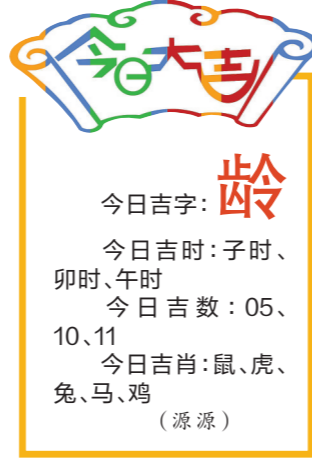 今日大吉
今日吉字：龄
今日吉时：子时、
卯时、午时
今日吉数：05、
10、11
今日吉肖：鼠、虎、
兔、马、鸡
（源源）